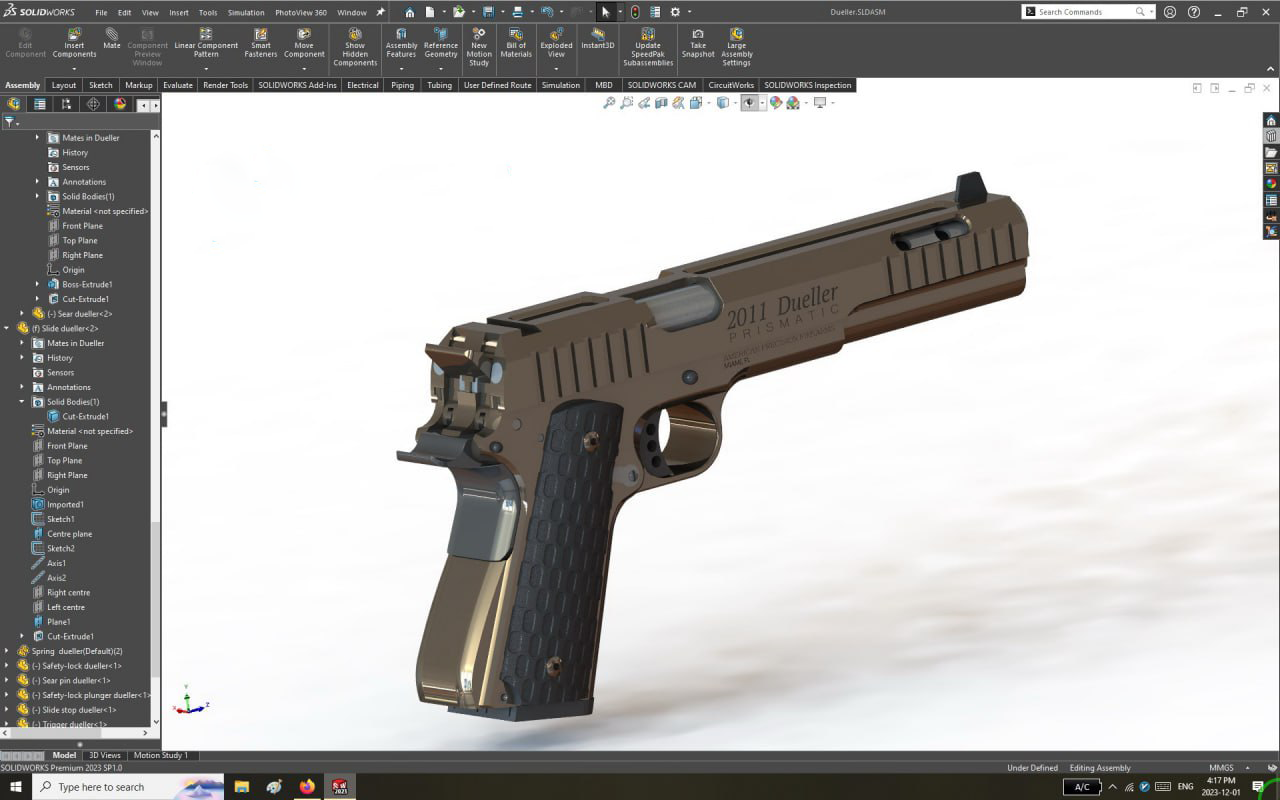 SOLIDWORKS File Edit View Insert Tools Simulation PhotoView 360 Window Dueller.SLDASM Search Commands
Edit Component
Insert Components
Mate
Component Preview Window
Linear Component Pattern
Smart Fasteners
Move Component
Show Hidden Components
Assembly Features
Reference Geometry
New Motion Study
Bill of Materials
Exploded View
Instant3D
Update SpeedPak Subassemblies
Take Snapshot
Large Assembly Settings
Assembly Layout Sketch Markup Evaluate Render Tools SOLIDWORKS Add-Ins Electrical Piping Tubing User Defined Route Simulation MBD SOLIDWORKS CAM CircuitWorks SOLIDWORKS Inspection
Mates in Dueller
History
Sensors
Annotations
Solid Bodies(1)
Material <not specified>
Front Plane
Top Plane
Right Plane
Origin
Boss-Extrude1
Cut-Extrude1
(-) Sear dueller<2>
(f) Slide dueller<2>
Mates in Dueller
History
Sensors
Annotations
Solid Bodies(1)
Cut-Extrude1
Material <not specified>
Front Plane
Top Plane
Right Plane
Origin
Imported1
Sketch1
Centre plane
Sketch2
Axis1
Axis2
Right centre
Left centre
Plane1
Cut-Extrude1
Spring dueller(Default)(2)
(-) Safety-lock dueller<1>
(-) Sear pin dueller<1>
(-) Safety-lock plunger dueller<1>
(-) Slide stop dueller<1>
(-) Trigger dueller<1>
2011 Dueller
PRISMATIC
AMERICAN PRECISION FIREARMS
MIAMI, FL
Y
Z
Model 3D Views Motion Study 1
SOLIDWORKS Premium 2023 SP1.0 Under Defined Editing Assembly MMGS
Type here to search A/C ENG 4:17 PM
2023-12-01